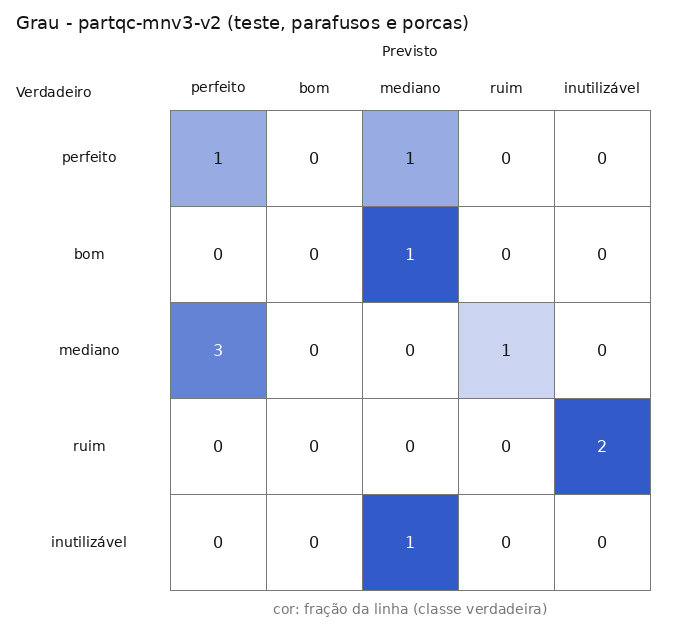 Grau - partqc-mnv3-v2 (teste, parafusos e porcas)
Previsto
Verdadeiro perfeito bom mediano ruim inutilizável
perfeito 1 0 1 0 0
bom 0 0 1 0 0
mediano 3 0 0 1 0
ruim 0 0 0 0 2
inutilizável 0 0 1 0 0
cor: fração da linha (classe verdadeira)